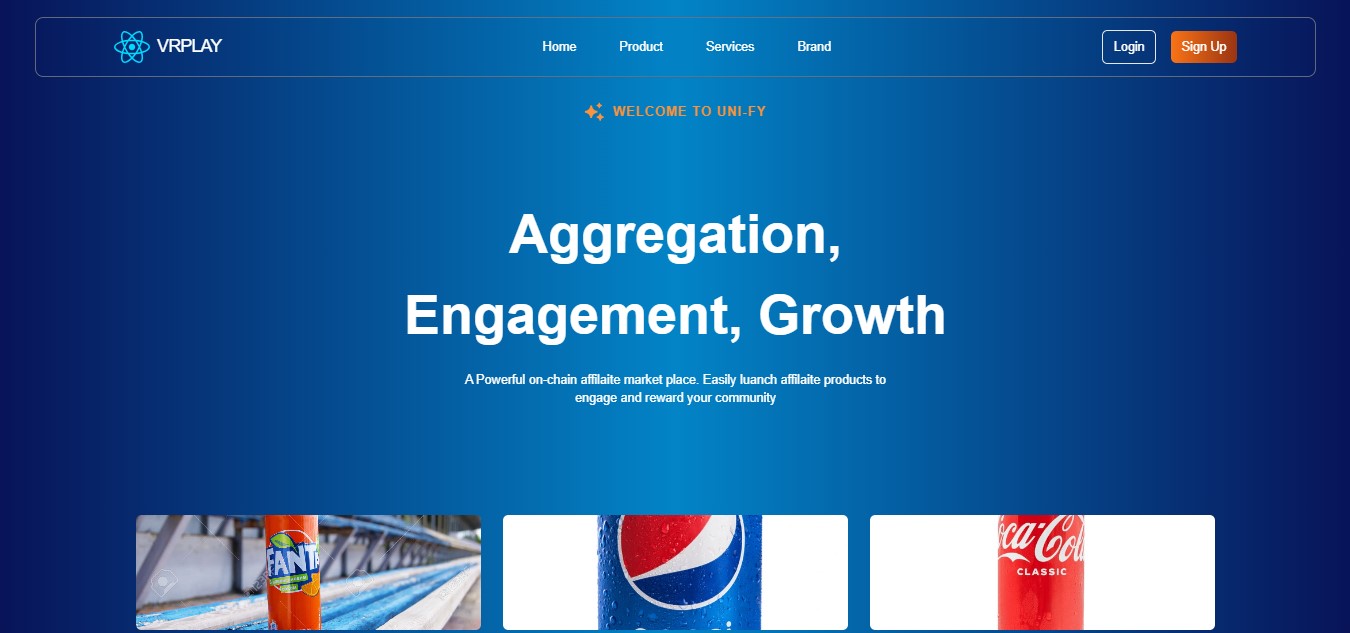 VRPLAY
Home
Product
Services
Brand
Login
Sign Up
WELCOME TO UNI-FY
Aggregation,
Engagement, Growth
A Powerful on-chain affilaite market place. Easily luanch affilaite products to
engage and reward your community
FANTA
Coca-Cola
CLASSIC